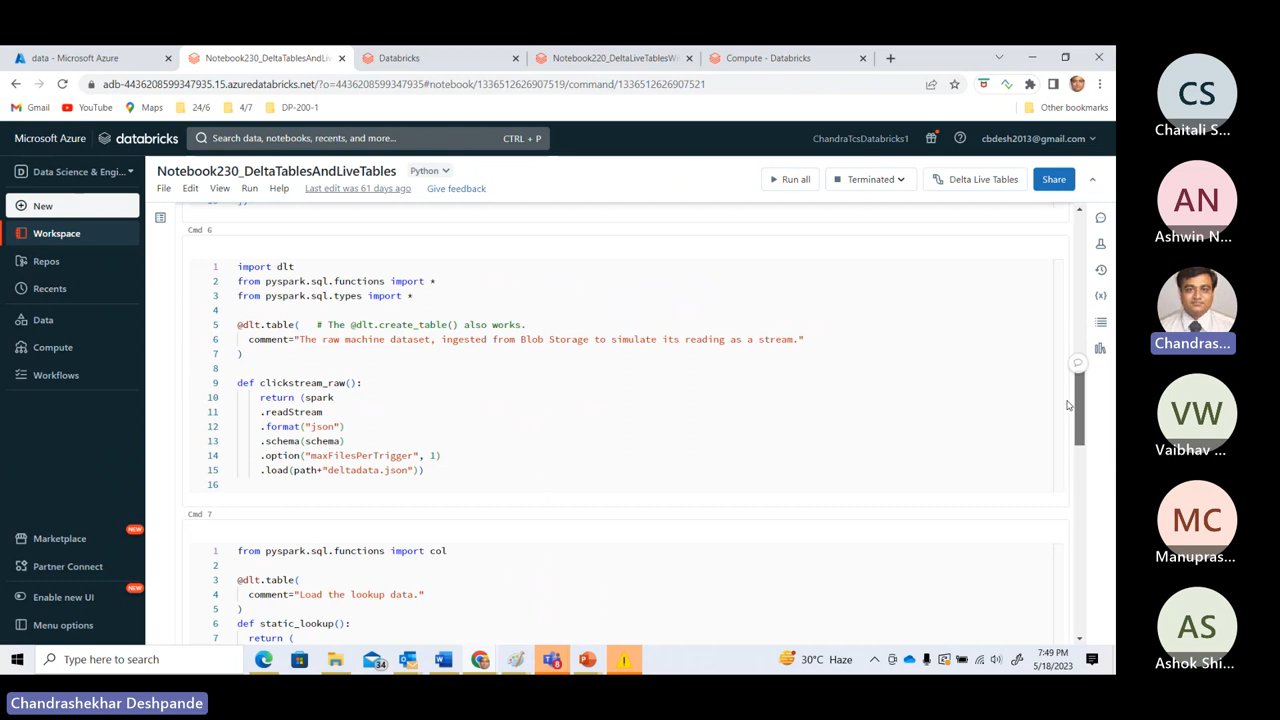 data - Microsoft Azure
Notebook230_DeltaTablesAndLiv
Databricks
Notebook220_DeltaLiveTablesW
Compute - Databricks
adb-4436208599347935.15.azuredatabricks.net/?o=4436208599347935#notebook/1336512626907519/command/1336512626907521
Gmail
YouTube
Maps
24/6
4/7
DP-200-1
Other bookmarks
Microsoft Azure
databricks
Search data, notebooks, recents, and more...
CTRL + P
ChandraTcsDatabricks1
cbdesh2013@gmail.com
D
Data Science & Engi...
New
Workspace
Repos
Recents
Data
Compute
Workflows
Marketplace
NEW
Partner Connect
Enable new UI
NEW
Menu options
Notebook230_DeltaTablesAndLiveTables
Python
File
Edit
View
Run
Help
Last edit was 61 days ago
Give feedback
Run all
Terminated
Delta Live Tables
Share
Cmd 6
1 import dlt
2 from pyspark.sql.functions import *
3 from pyspark.sql.types import *
4
5 @dlt.table( # The @dlt.create_table() also works.
6 comment="The raw machine dataset, ingested from Blob Storage to simulate its reading as a stream."
7 )
8
9 def clickstream_raw():
10 return (spark
11 .readStream
12 .format("json")
13 .schema(schema)
14 .option("maxFilesPerTrigger", 1)
15 .load(path+"deltadata.json"))
16
Cmd 7
1 from pyspark.sql.functions import col
2
3 @dlt.table(
4 comment="Load the lookup data."
5 )
6 def static_lookup():
7 return (
Type here to search
34
8
30°C Haze
7:49 PM
5/18/2023
CS
Chaitali S...
AN
Ashwin N...
Chandras...
VW
Vaibhav ...
MC
Manupras...
AS
Ashok Shi...
Chandrashekhar Deshpande